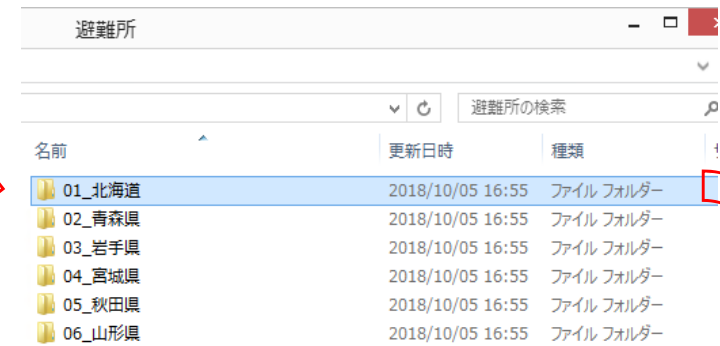 避難所
避難所の検索
名前 更新日時 種類
01_北海道 2018/10/05 16:55 ファイル フォルダー
02_青森県 2018/10/05 16:55 ファイル フォルダー
03_岩手県 2018/10/05 16:55 ファイル フォルダー
04_宮城県 2018/10/05 16:55 ファイル フォルダー
05_秋田県 2018/10/05 16:55 ファイル フォルダー
06_山形県 2018/10/05 16:55 ファイル フォルダー